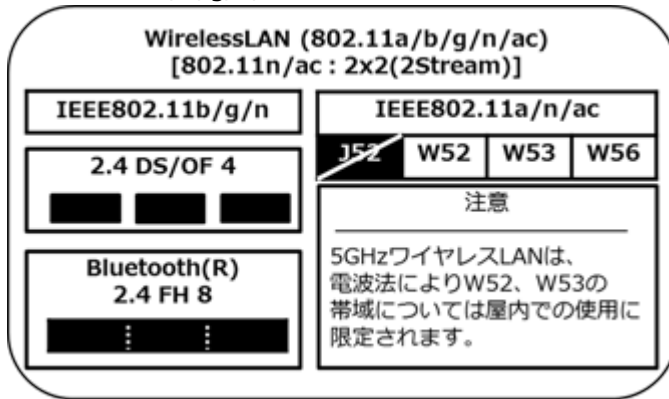 WirelessLAN (802.11a/b/g/n/ac)
[802.11n/ac : 2x2(2Stream)]
IEEE802.11b/g/n
2.4 DS/OF 4
Bluetooth(R)
2.4 FH 8
IEEE802.11a/n/ac
J52 W52 W53 W56
注意
5GHzワイヤレスLANは、
電波法によりW52、W53の
帯域については屋内での使用に
限定されます。